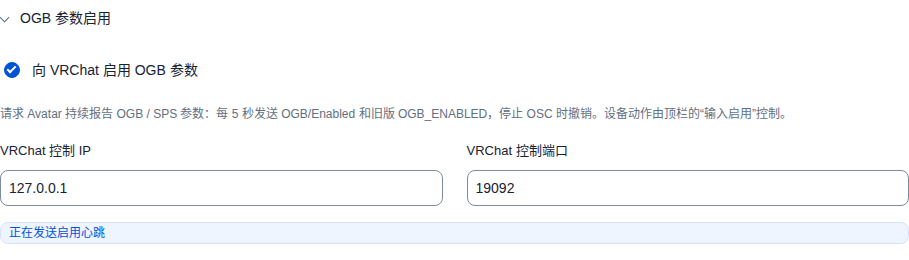 OGB 参数启用
向 VRChat 启用 OGB 参数
请求 Avatar 持续报告 OGB / SPS 参数：每 5 秒发送 OGB/Enabled 和旧版 OGB_ENABLED，停止 OSC 时撤销。设备动作由顶栏的“输入启用”控制。
VRChat 控制 IP
VRChat 控制端口
127.0.0.1
19092
正在发送启用心跳